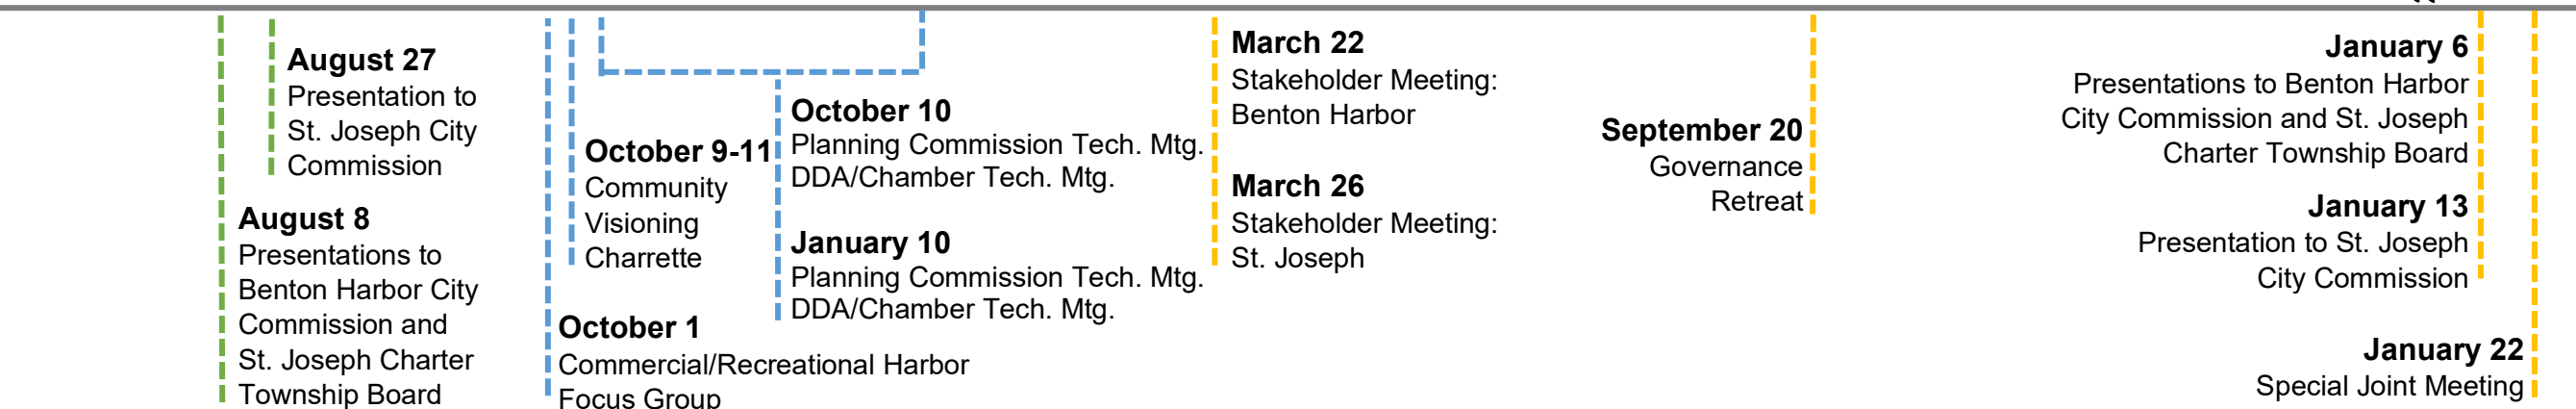 August 27
Presentation to
St. Joseph City
Commission
August 8
Presentations to
Benton Harbor City
Commission and
St. Joseph Charter
Township Board
October 9-11
Community
Visioning
Charrette
October 1
Commercial/Recreational Harbor
Focus Group
October 10
Planning Commission Tech. Mtg.
DDA/Chamber Tech. Mtg.
January 10
Planning Commission Tech. Mtg.
DDA/Chamber Tech. Mtg.
March 22
Stakeholder Meeting:
Benton Harbor
March 26
Stakeholder Meeting:
St. Joseph
September 20
Governance
Retreat
January 6
Presentations to Benton Harbor
City Commission and St. Joseph
Charter Township Board
January 13
Presentation to St. Joseph
City Commission
January 22
Special Joint Meeting